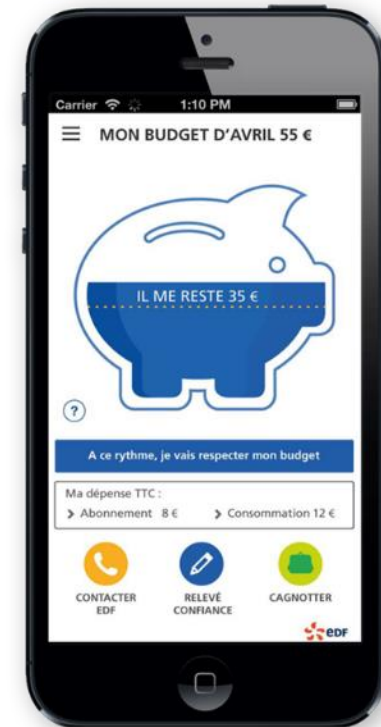 Carrier 1:10 PM
MON BUDGET D'AVRIL 55 €
IL ME RESTE 35 €
?
A ce rythme, je vais respecter mon budget
Ma dépense TTC :
> Abonnement 8 € > Consommation 12 €
CONTACTER
EDF
RELEVÉ
CONFIANCE
CAGNOTTER
edf